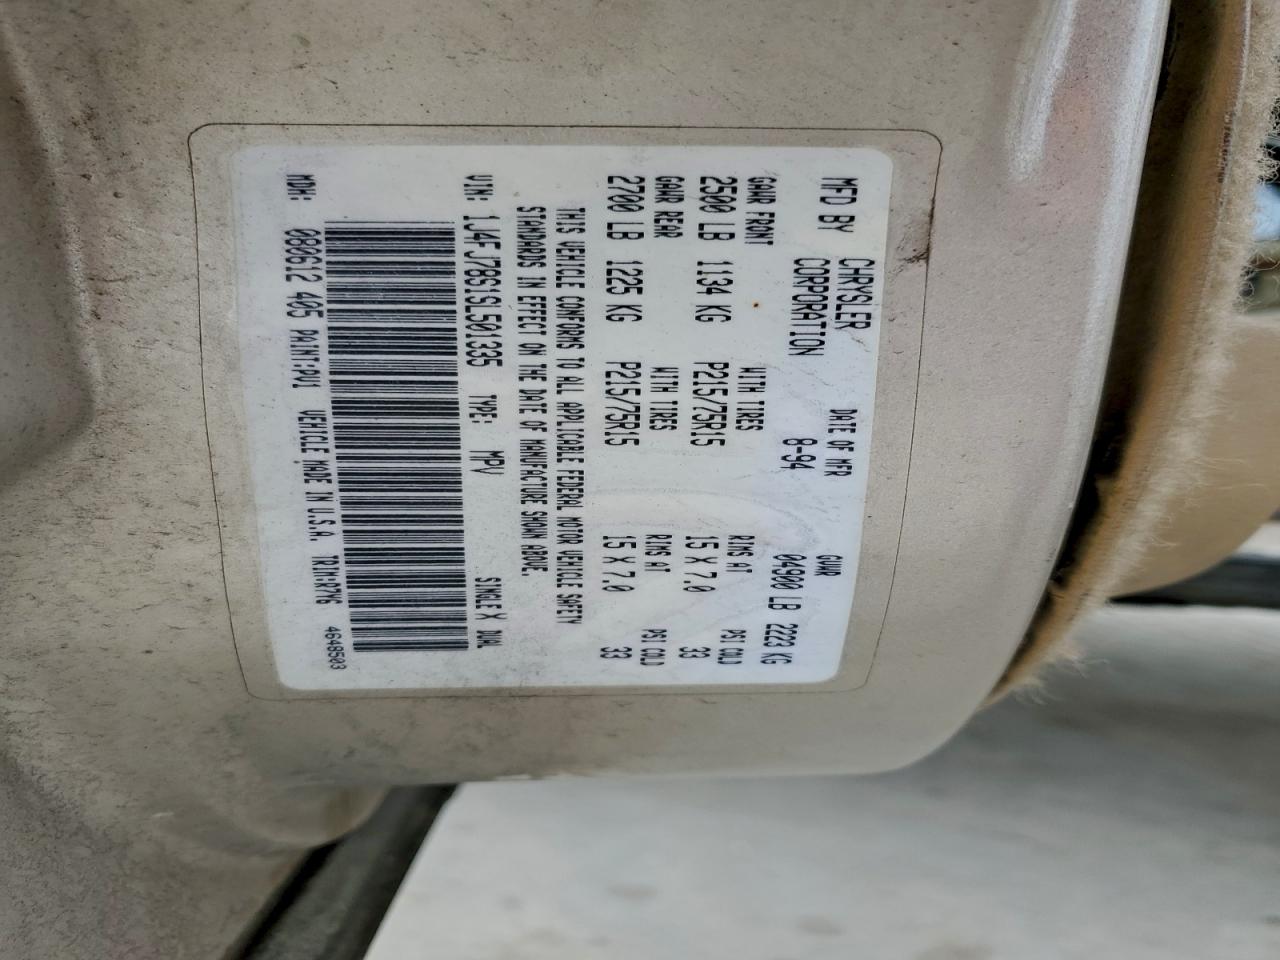 MFD BY CHRYSLER CORPORATION DATE OF MFR 8-94 GVWR 04900 LB 2223 KG
GAWR FRONT WITH TIRES RIMS AT PSI COLD
2500 LB 1134 KG P215/75R15 15 X 7.0 33
GAWR REAR WITH TIRES RIMS AT PSI COLD
2700 LB 1225 KG P215/75R15 15 X 7.0 33
THIS VEHICLE CONFORMS TO ALL APPLICABLE FEDERAL MOTOR VEHICLE SAFETY
STANDARDS IN EFFECT ON THE DATE OF MANUFACTURE SHOWN ABOVE.
VIN: 1J4FJ78S1SL501335 TYPE: MPV SINGLE X DUAL
MDH: 080612 405 PAINT:PV1 VEHICLE MADE IN U.S.A. TRIM: 4648503